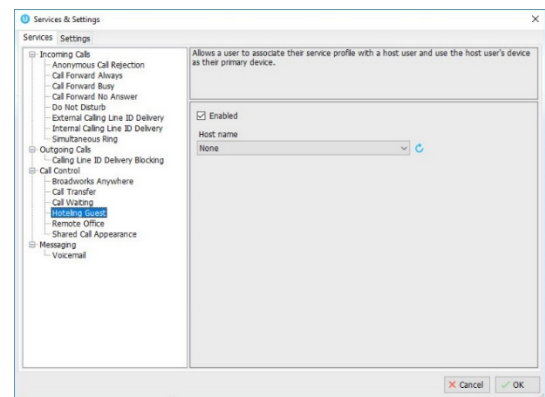 Services & Settings
Services Settings
Incoming Calls
Anonymous Call Rejection
Call Forward Always
Call Forward Busy
Call Forward No Answer
Do Not Disturb
External Calling Line ID Delivery
Internal Calling Line ID Delivery
Simultaneous Ring
Outgoing Calls
Calling Line ID Delivery Blocking
Call Control
Broadworks Anywhere
Call Transfer
Call Waiting
Hoteling Guest
Remote Office
Shared Call Appearance
Messaging
Voicemail
Allows a user to associate their service profile with a host user and use the host user's device
as their primary device.
Enabled
Host name
None
Cancel
OK